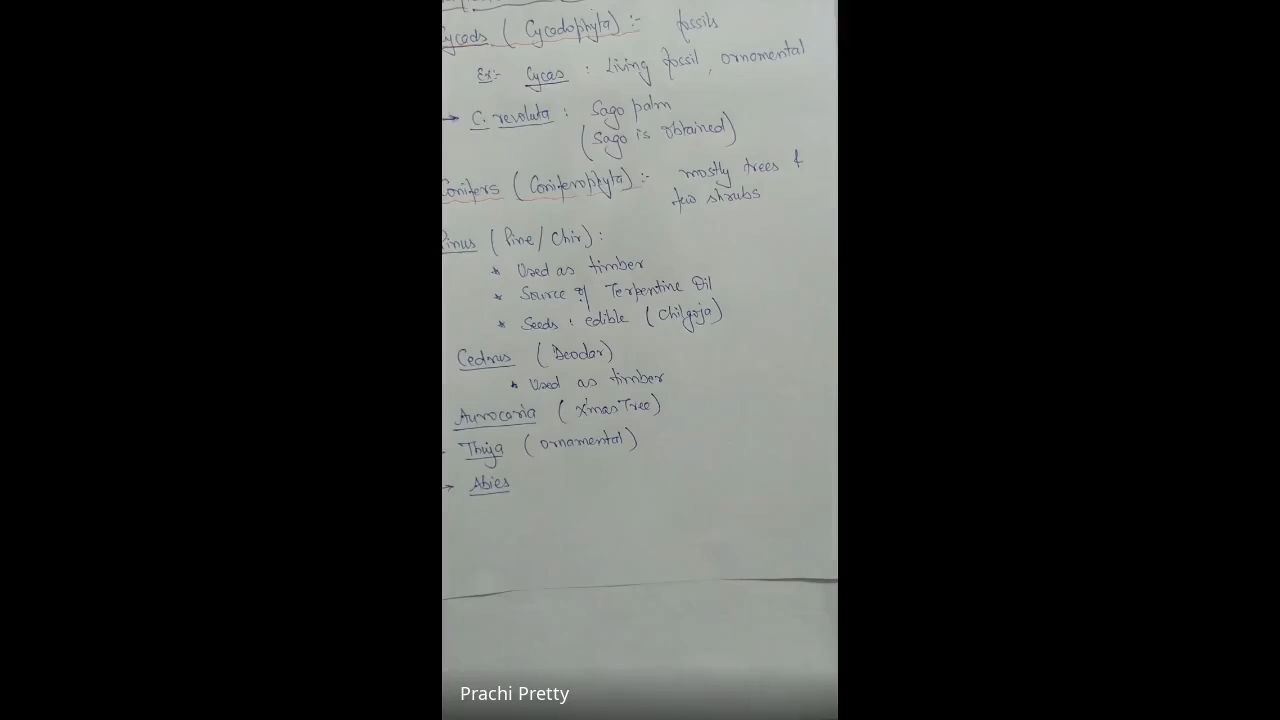 Cycads (Cycadophyta) :- fossils
Ex:- Cycas : Living fossil, ornamental
→ C. revoluta : Sago palm
(Sago is obtained)
Conifers (Coniferophyta) :- mostly trees &
few shrubs
Pinus (Pine/Chir) :
* Used as timber
* Source of Terpentine Oil
* Seeds : edible (Chilgoja)
Cedrus (Deodar)
* Used as timber
Aurocaria (X'mas Tree)
Thuja (ornamental)
→ Abies
Prachi Pretty